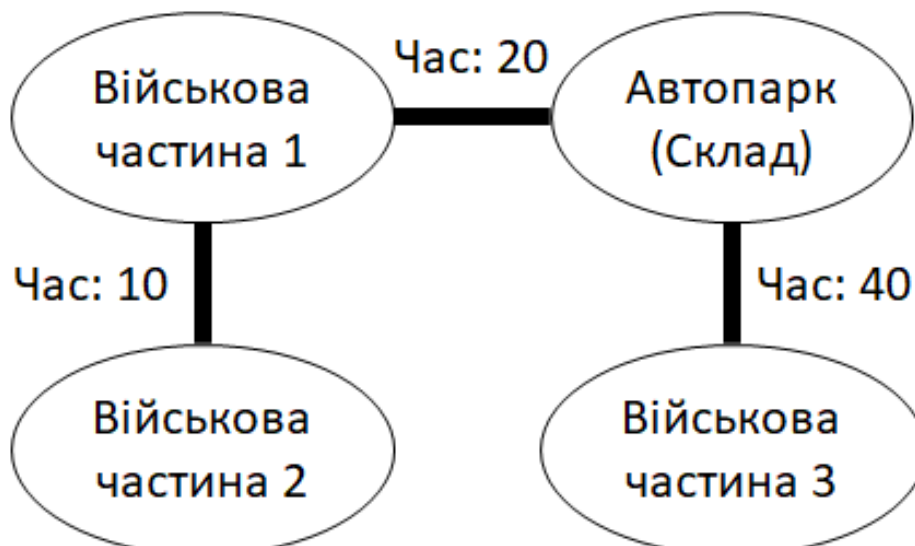 Військова
частина 1
Час: 20
Автопарк
(Склад)
Час: 10
Час: 40
Військова
частина 2
Військова
частина 3